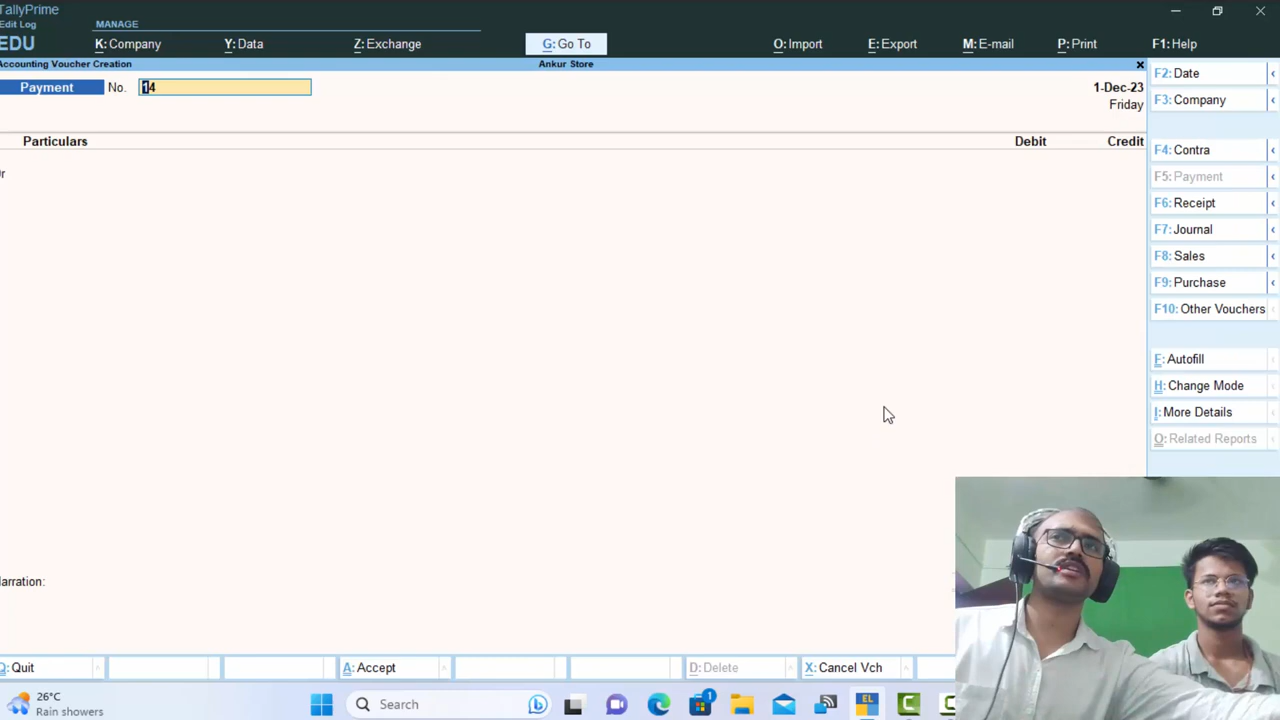 TallyPrime
Edit Log
EDU
MANAGE
K: Company
Y: Data
Z: Exchange
G: Go To
O: Import
E: Export
M: E-mail
P: Print
F1: Help
Accounting Voucher Creation
Ankur Store
Payment
No.
14
1-Dec-23
Friday
Particulars
Debit
Credit
Narration:
F2: Date
F3: Company
F4: Contra
F5: Payment
F6: Receipt
F7: Journal
F8: Sales
F9: Purchase
F10: Other Vouchers
F: Autofill
H: Change Mode
I: More Details
O: Related Reports
Q: Quit
A: Accept
D: Delete
X: Cancel Vch
26°C
Rain showers
Search
1
EL